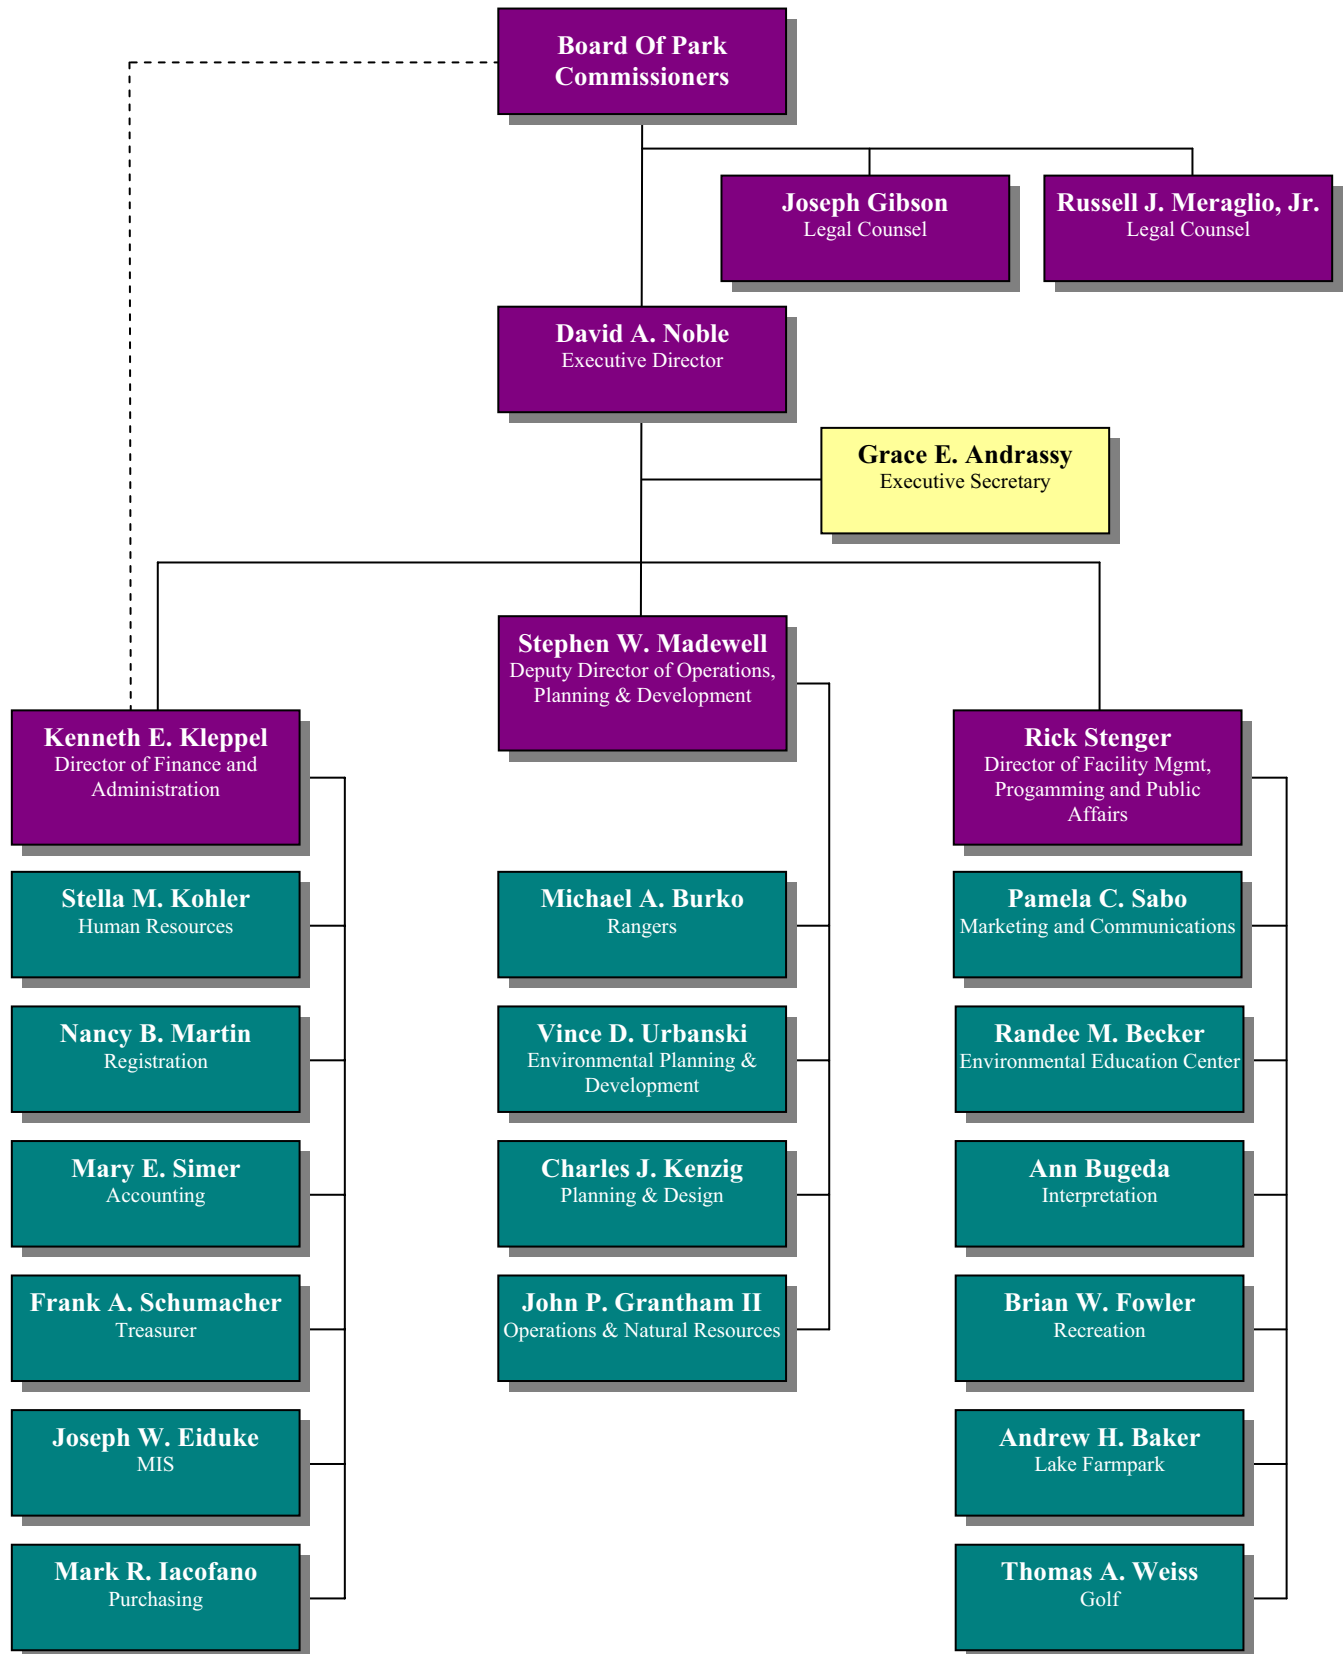 Board Of Park
Commissioners
Joseph Gibson
Legal Counsel
Russell J. Meraglio, Jr.
Legal Counsel
David A. Noble
Executive Director
Grace E. Andrassy
Executive Secretary
Stephen W. Madewell
Deputy Director of Operations,
Planning & Development
Kenneth E. Kleppel
Director of Finance and
Administration
Rick Stenger
Director of Facility Mgmt,
Progamming and Public
Affairs
Stella M. Kohler
Human Resources
Michael A. Burko
Rangers
Pamela C. Sabo
Marketing and Communications
Nancy B. Martin
Registration
Vince D. Urbanski
Environmental Planning &
Development
Randee M. Becker
Environmental Education Center
Mary E. Simer
Accounting
Charles J. Kenzig
Planning & Design
Ann Bugeda
Interpretation
Frank A. Schumacher
Treasurer
John P. Grantham II
Operations & Natural Resources
Brian W. Fowler
Recreation
Joseph W. Eiduke
MIS
Andrew H. Baker
Lake Farmpark
Mark R. Iacofano
Purchasing
Thomas A. Weiss
Golf